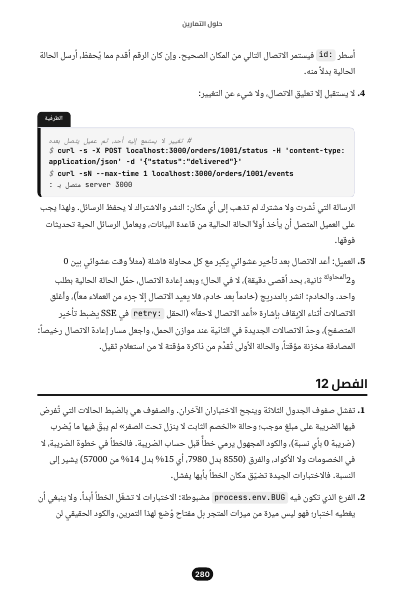 حلول التمارين
أسطر id: فيستمر الاتصال التالي من المكان الصحيح. وإن كان الرقم أقدم مما يُحفظ، أرسل الحالة
الحالية بدلاً منه.
4. لا يستقبل إلا تعليق الاتصال، ولا شيء عن التغيير:
الطرفية
# تغيير لا يستمع إليه أحد، ثم عميل يتصل بعده
$ curl -s -X POST localhost:3000/orders/1001/status -H 'content-type:
application/json' -d '{"status":"delivered"}'
$ curl -sN --max-time 1 localhost:3000/orders/1001/events
: متصل بـ server 3000
الرسالة التي نُشرت ولا مشترك لم تذهب إلى أي مكان: النشر والاشتراك لا يحفظ الرسائل. ولهذا يجب
على العميل المتصل أن يأخذ أولاً الحالة الحالية من قاعدة البيانات، ويعامل الرسائل الحية تحديثات
فوقها.
5. العميل: أعد الاتصال بعد تأخير عشوائي يكبر مع كل محاولة فاشلة (مثلاً وقت عشوائي بين 0
و2المحاولة ثانية، بحد أقصى دقيقة)، لا في الحال؛ وبعد إعادة الاتصال، حمّل الحالة الحالية بطلب
واحد. والخادم: انشر بالتدريج (خادماً بعد خادم، فلا يعيد الاتصال إلا جزء من العملاء معاً)، وأغلق
الاتصالات أثناء الإيقاف بإشارة «أعد الاتصال لاحقاً» (الحقل retry: في SSE يضبط تأخير
المتصفح)، وحدّ الاتصالات الجديدة في الثانية عند موازن الحمل، واجعل مسار إعادة الاتصال رخيصاً:
المصادقة مخزنة مؤقتاً، والحالة الأولى تُقدَّم من ذاكرة مؤقتة لا من استعلام ثقيل.
الفصل 12
1. تفشل صفوف الجدول الثلاثة وينجح الاختباران الآخران. والصفوف هي بالضبط الحالات التي تُفرض
فيها الضريبة على مبلغ موجب؛ وحالة «الخصم الثابت لا ينزل تحت الصفر» لم يبق فيها ما يُضرب
(ضريبة 0 بأي نسبة)، والكود المجهول يرمي خطأً قبل حساب الضريبة. فالخطأ في خطوة الضريبة، لا
في الخصومات ولا الأكواد، والفرق (8550 بدل 7980، أي 15% بدل 14% من 57000) يشير إلى
النسبة. فالاختبارات الجيدة تضيّق مكان الخطأ بأيها يفشل.
2. الفرع الذي تكون فيه process.env.BUG مضبوطة: الاختبارات لا تشغّل الخطأ أبداً. ولا ينبغي أن
يغطيه اختبار؛ فهو ليس ميزة من ميزات المتجر بل مفتاح وُضع لهذا التمرين، والكود الحقيقي لن
280